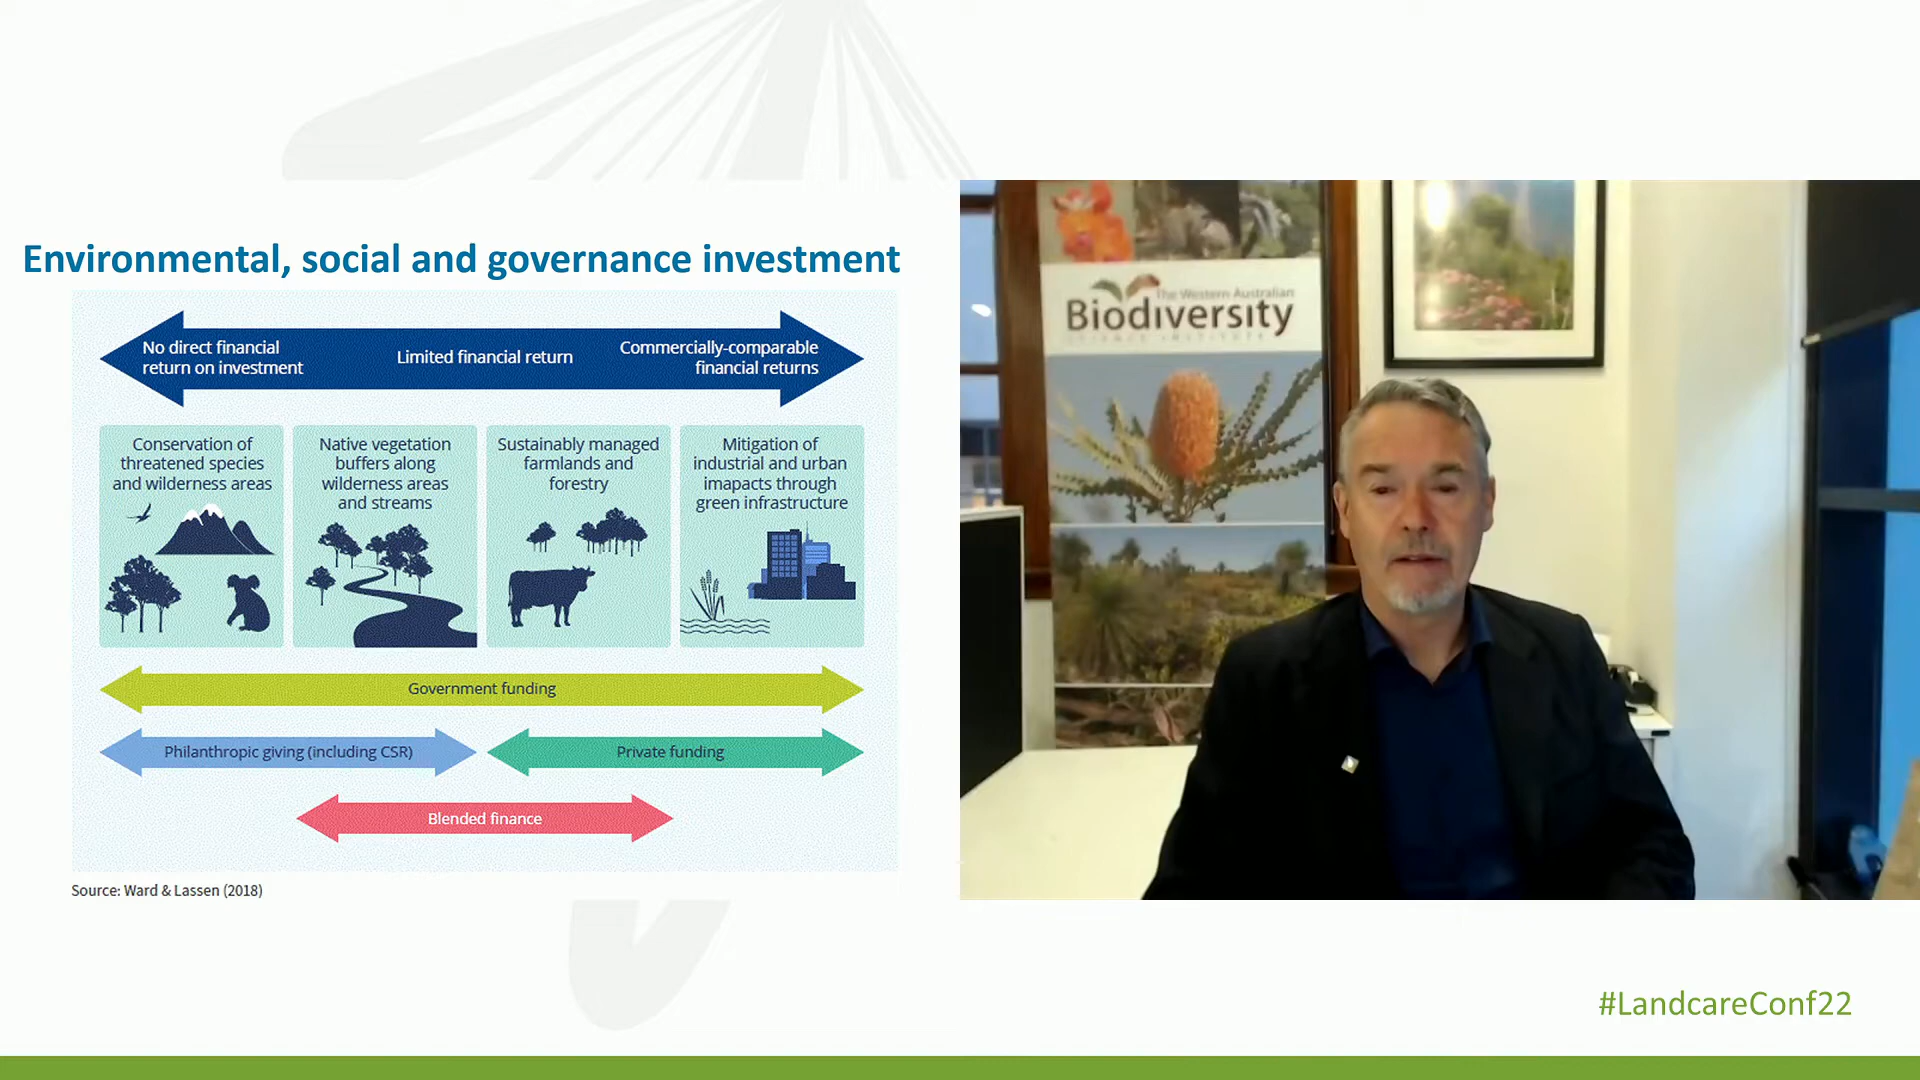 Environmental, social and governance investment
No direct financial
return on investment
Limited financial return
Commercially-comparable
financial returns
Conservation of
threatened species
and wilderness areas
Native vegetation
buffers along
wilderness areas
and streams
Sustainably managed
farmlands and
forestry
Mitigation of
industrial and urban
imapacts through
green infrastructure
Government funding
Philanthropic giving (including CSR)
Private funding
Blended finance
Source: Ward & Lassen (2018)
The Western Australian
Biodiversity
#LandcareConf22